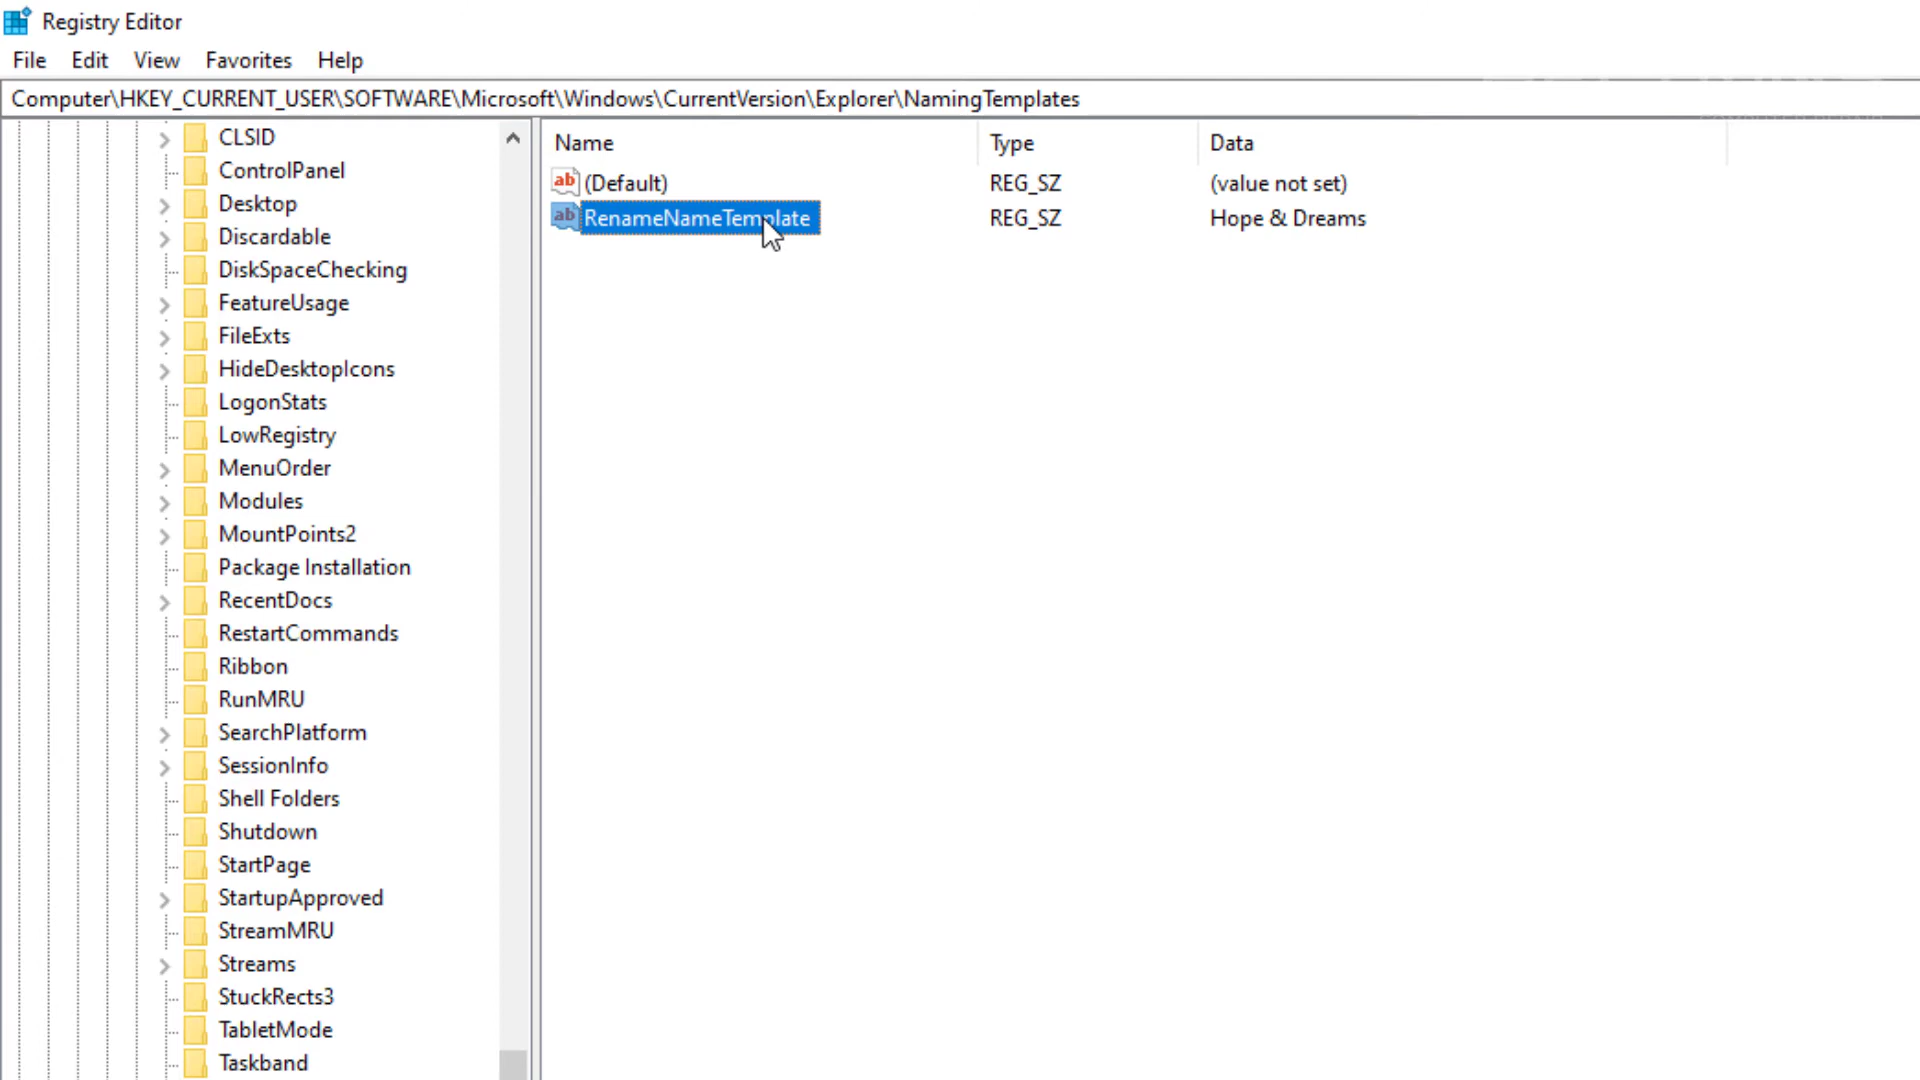 Registry Editor
File Edit View Favorites Help
Computer\HKEY_CURRENT_USER\SOFTWARE\Microsoft\Windows\CurrentVersion\Explorer\NamingTemplates
CLSID
ControlPanel
Desktop
Discardable
DiskSpaceChecking
FeatureUsage
FileExts
HideDesktopIcons
LogonStats
LowRegistry
MenuOrder
Modules
MountPoints2
Package Installation
RecentDocs
RestartCommands
Ribbon
RunMRU
SearchPlatform
SessionInfo
Shell Folders
Shutdown
StartPage
StartupApproved
StreamMRU
Streams
StuckRects3
TabletMode
Taskband
Name Type Data
ab (Default) REG_SZ (value not set)
ab RenameNameTemplate REG_SZ Hope & Dreams